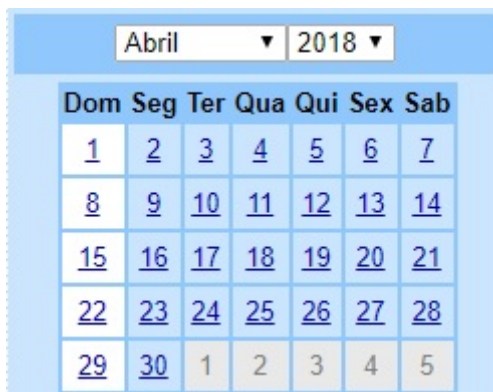 Abril 2018
Dom Seg Ter Qua Qui Sex Sab
1 2 3 4 5 6 7
8 9 10 11 12 13 14
15 16 17 18 19 20 21
22 23 24 25 26 27 28
29 30 1 2 3 4 5